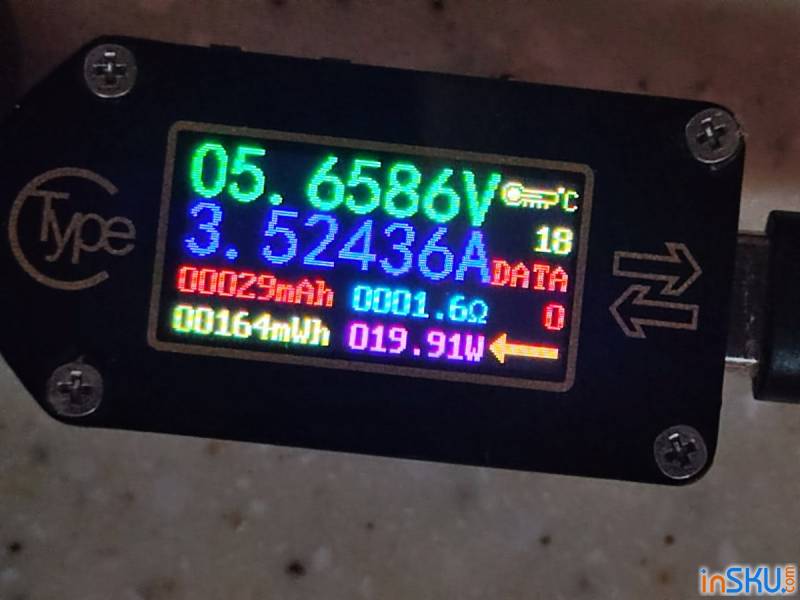 Type C
05.6586V
°C
3.52436A
18
DATA
00029mAh
0001.6Ω
0
00164mWh
019.91W
inSKU.com